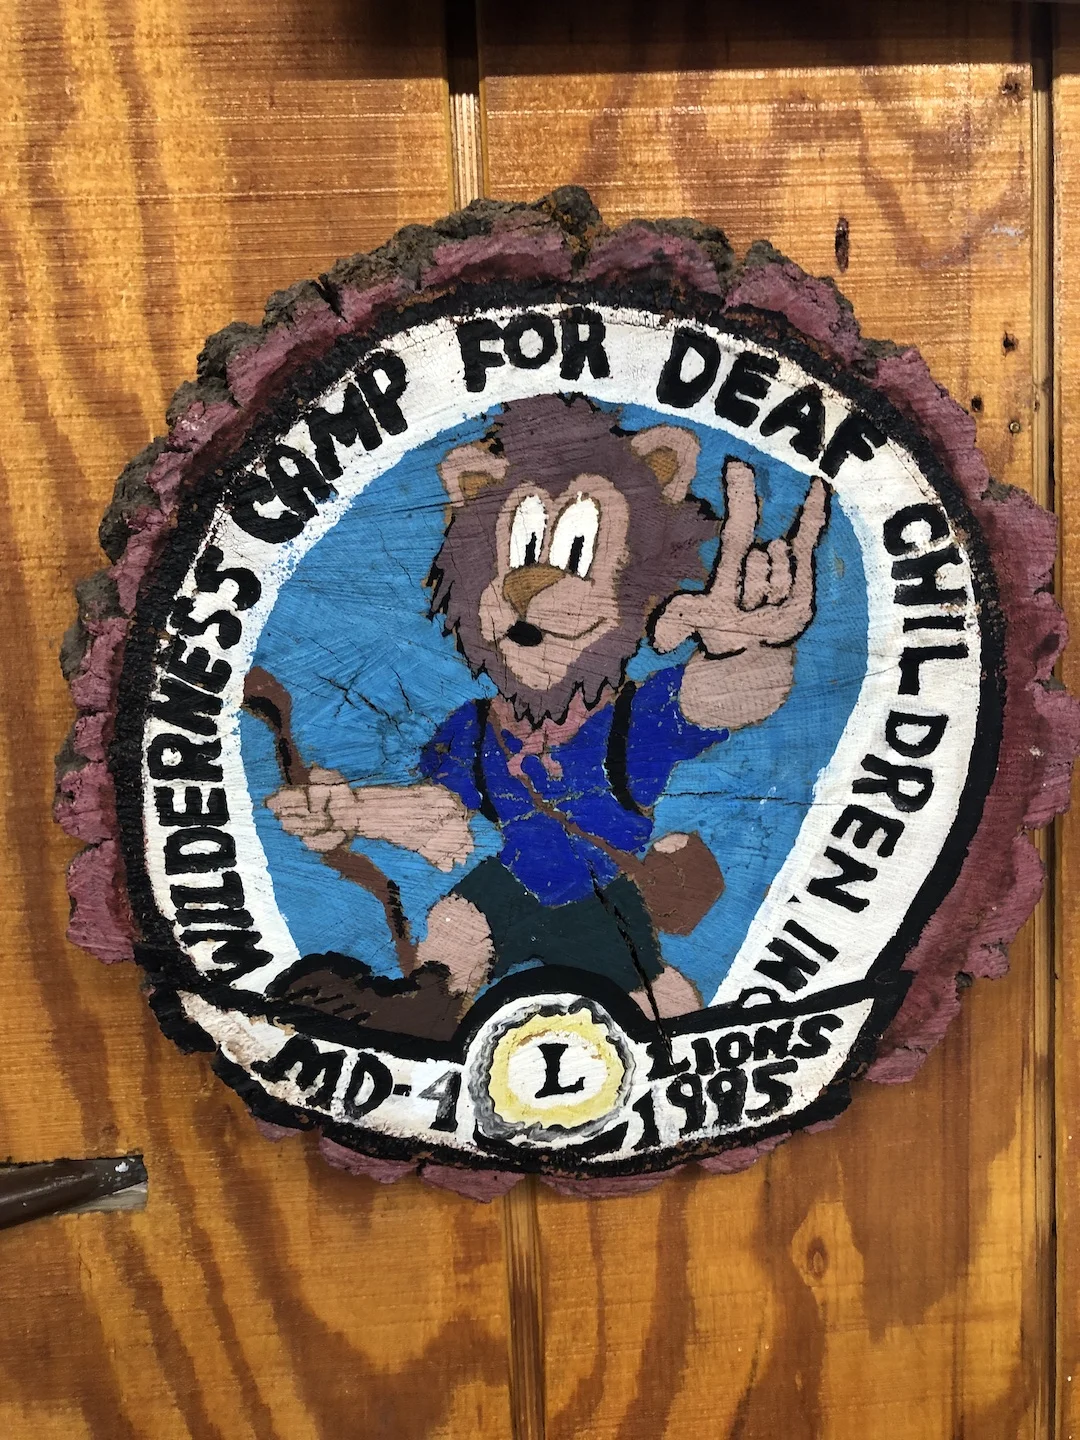 WILDERNESS CAMP FOR DEAF CHILDREN, INC
MD-4
L
LIONS
1995